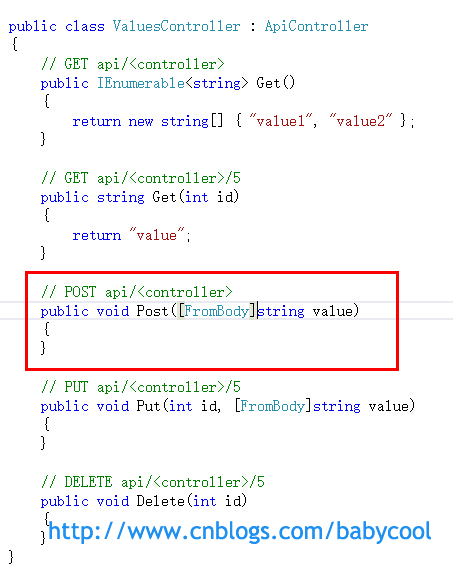 public class ValuesController : ApiController
{
// GET api/<controller>
public IEnumerable<string> Get()
{
return new string[] { "value1", "value2" };
}
// GET api/<controller>/5
public string Get(int id)
{
return "value";
}
// POST api/<controller>
public void Post([FromBody]string value)
{
}
// PUT api/<controller>/5
public void Put(int id, [FromBody]string value)
{
}
// DELETE api/<controller>/5
public void Delete(int id)
{
}
http://www.cnblogs.com/babycool
}